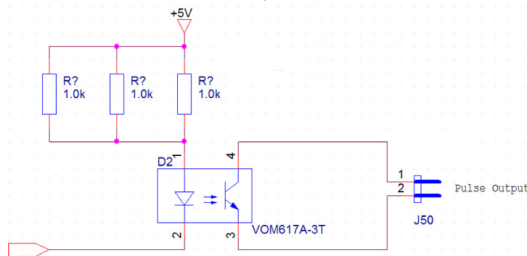 +5V
R?
1.0k
R?
1.0k
R?
1.0k
D2
1
4
2
3
VOM617A-3T
1
2
Pulse Output
J50